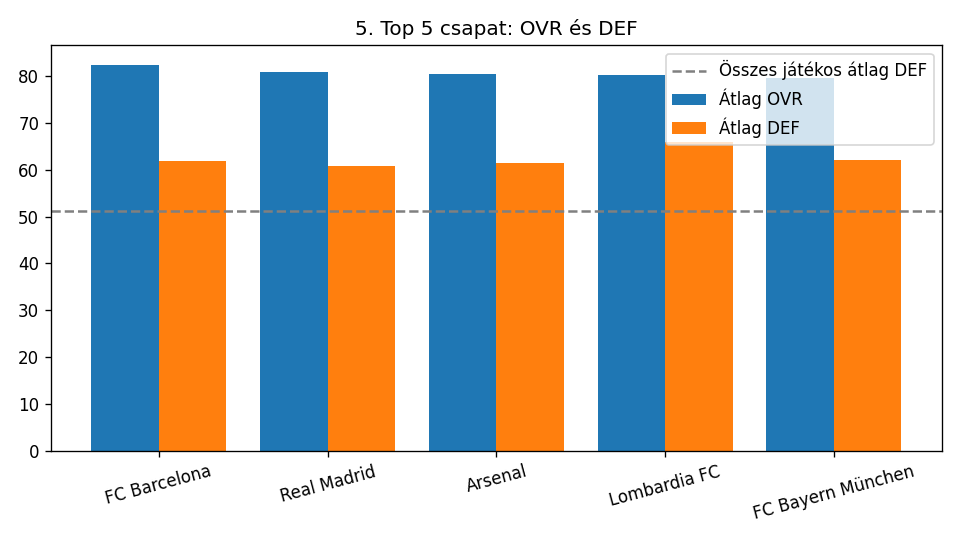 5. Top 5 csapat: OVR és DEF
Összes játékos átlag DEF
Átlag OVR
Átlag DEF
80
70
60
50
40
30
20
10
0
FC Barcelona
Real Madrid
Arsenal
Lombardia FC
FC Bayern München